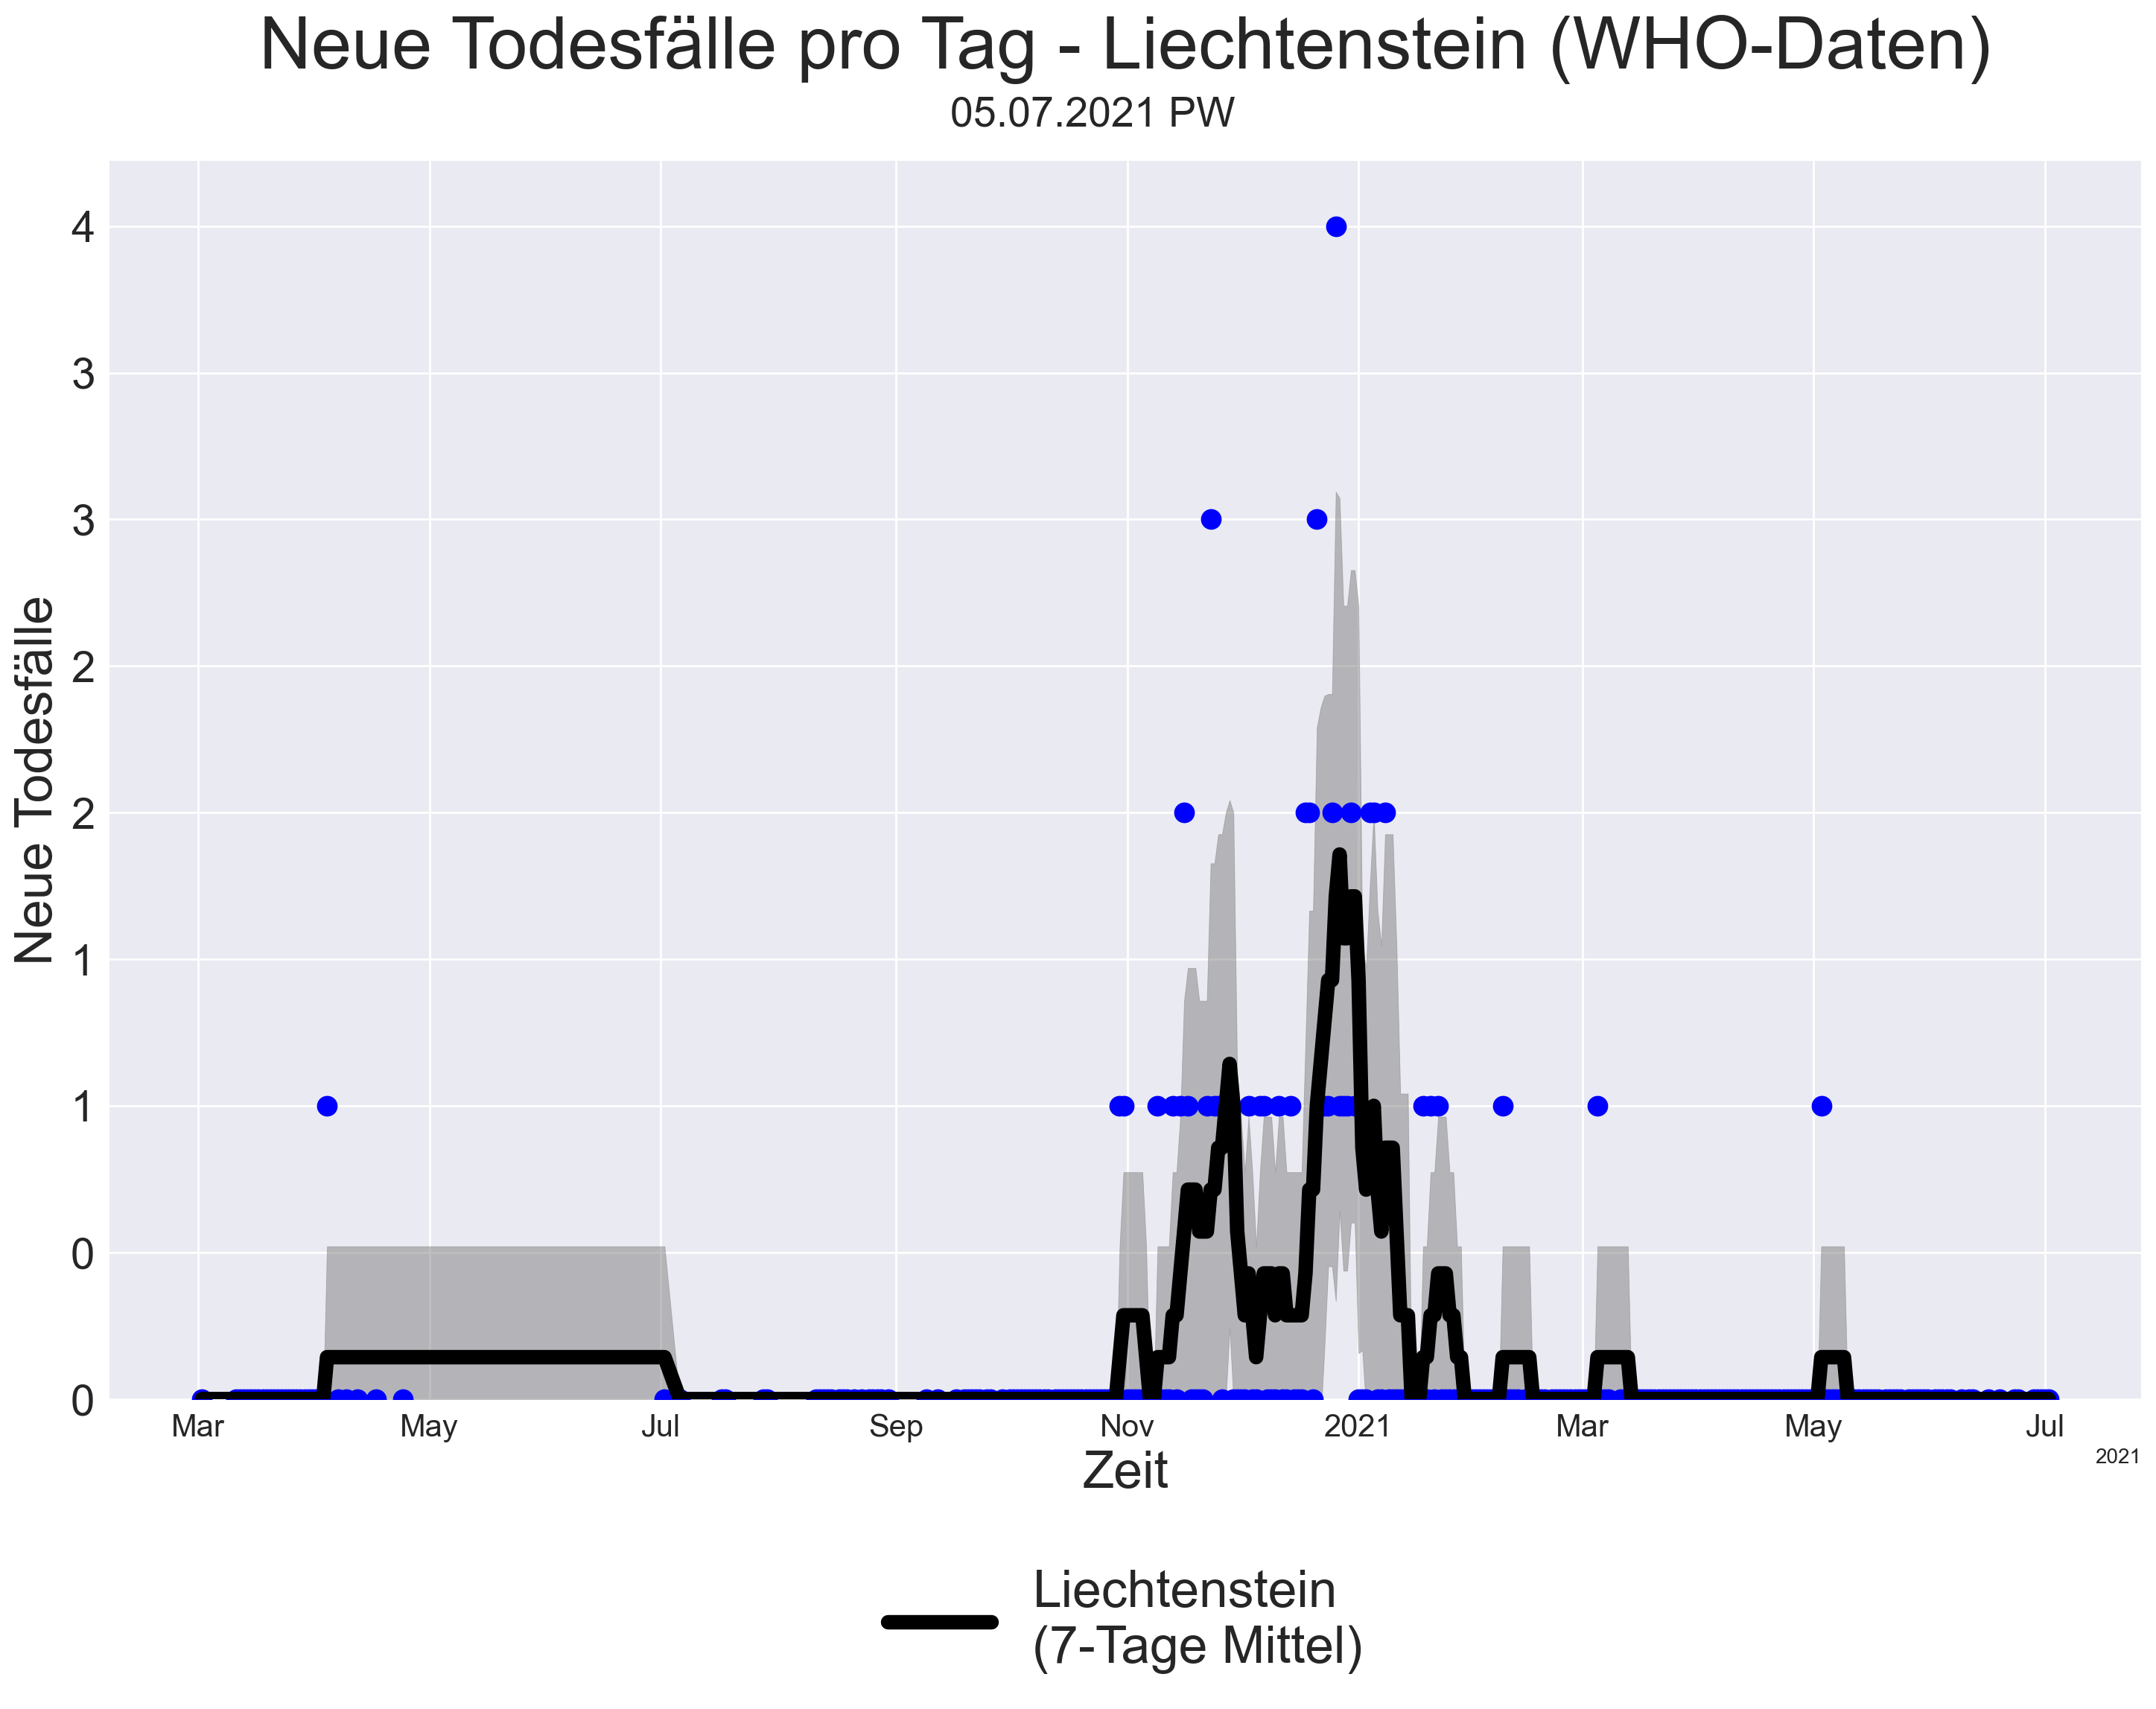 Neue Todesfälle pro Tag - Liechtenstein (WHO-Daten)
05.07.2021 PW
Neue Todesfälle
4
3
3
2
2
1
1
0
0
Mar May Jul Sep Nov 2021 Mar May Jul
2021
Zeit
Liechtenstein
(7-Tage Mittel)